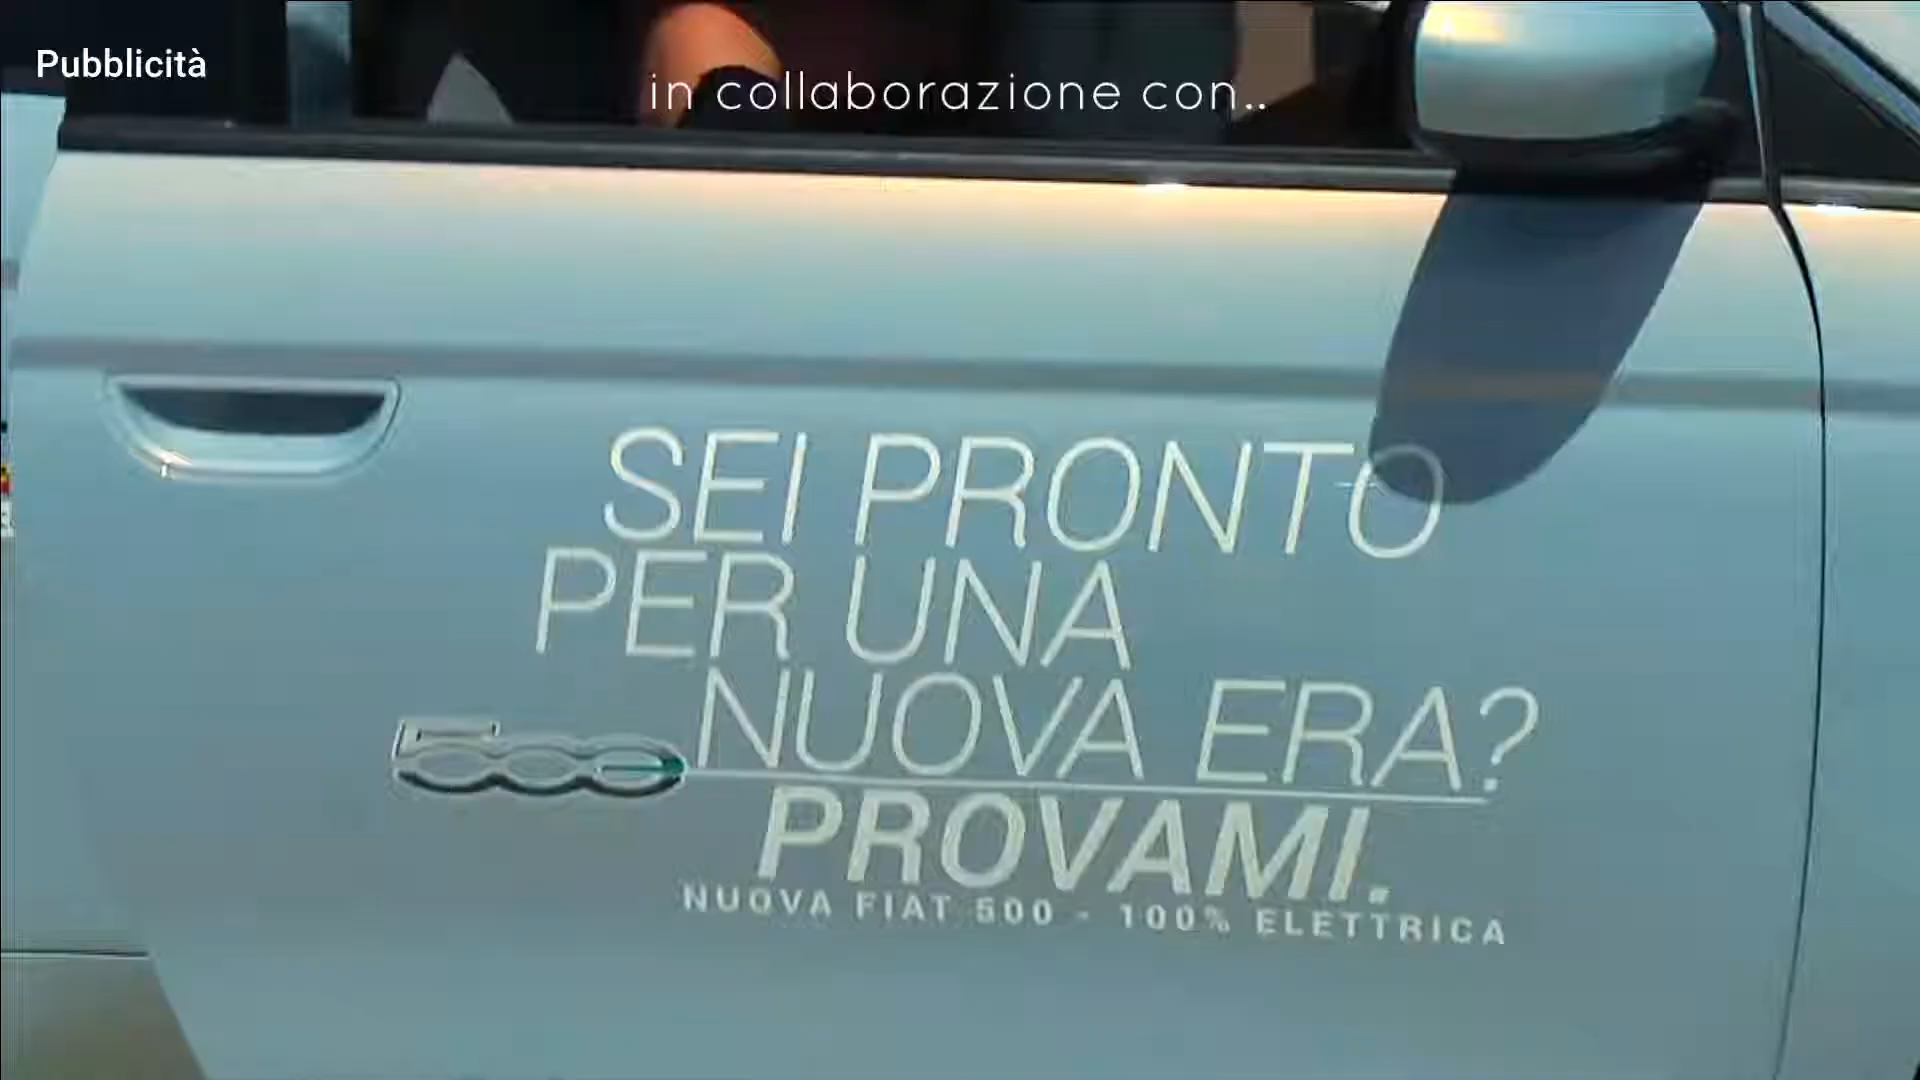 Pubblicità
in collaborazione con..
SEI PRONTO
PER UNA
NUOVA ERA?
500
PROVAMI.
NUOVA FIAT 500 - 100% ELETTRICA